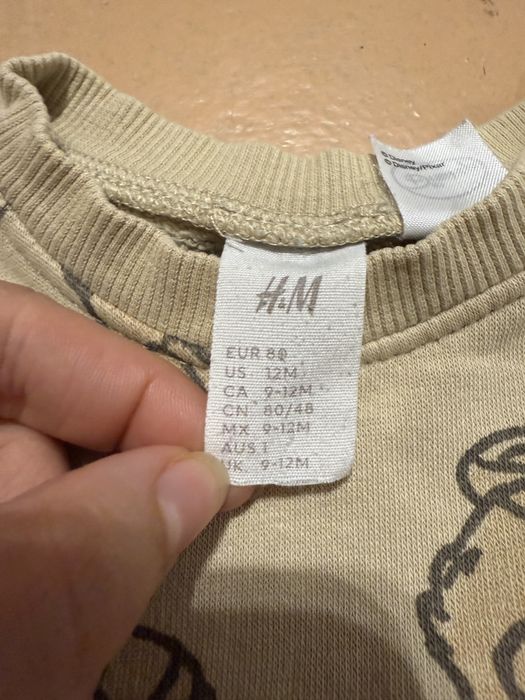 © Disney
© Disney/Pixar
H&M
EUR 80
US 12M
CA 9-12M
CN 80/48
MX 9-12M
AUS 1
UK 9-12M